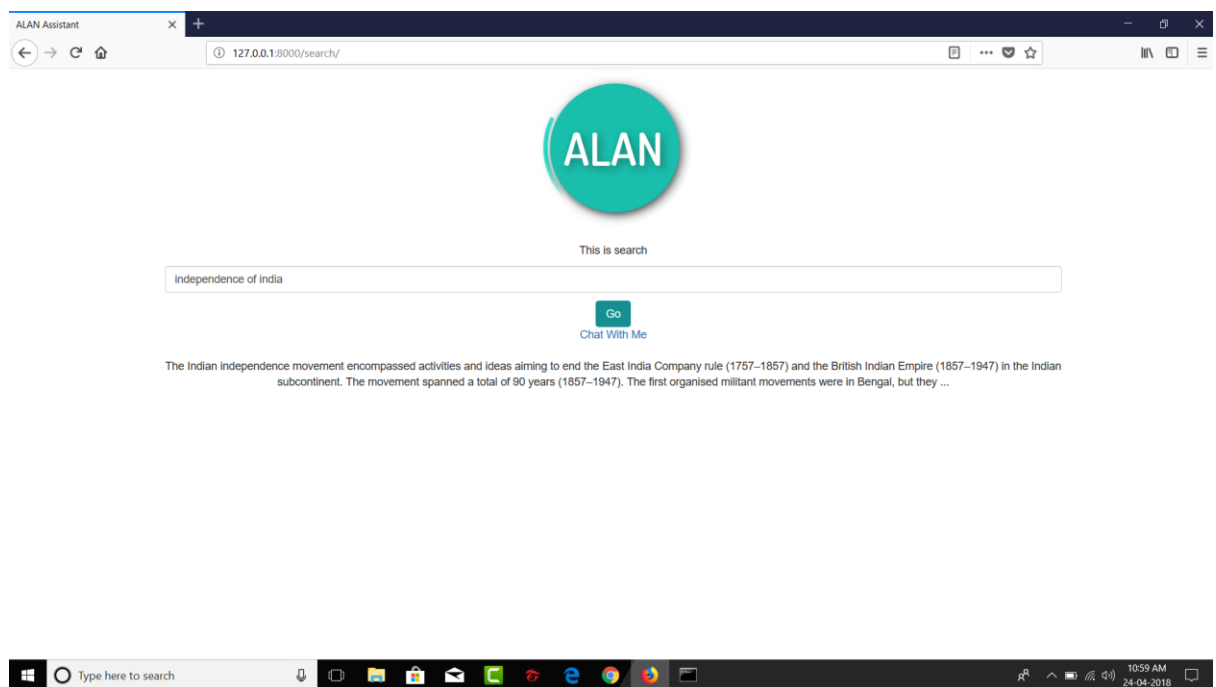 ALAN Assistant
127.0.0.1:8000/search/
ALAN
This is search
independence of india
Go
Chat With Me
The Indian independence movement encompassed activities and ideas aiming to end the East India Company rule (1757–1857) and the British Indian Empire (1857–1947) in the Indian
subcontinent. The movement spanned a total of 90 years (1857–1947). The first organised militant movements were in Bengal, but they ...
Type here to search
10:59 AM
24-04-2018